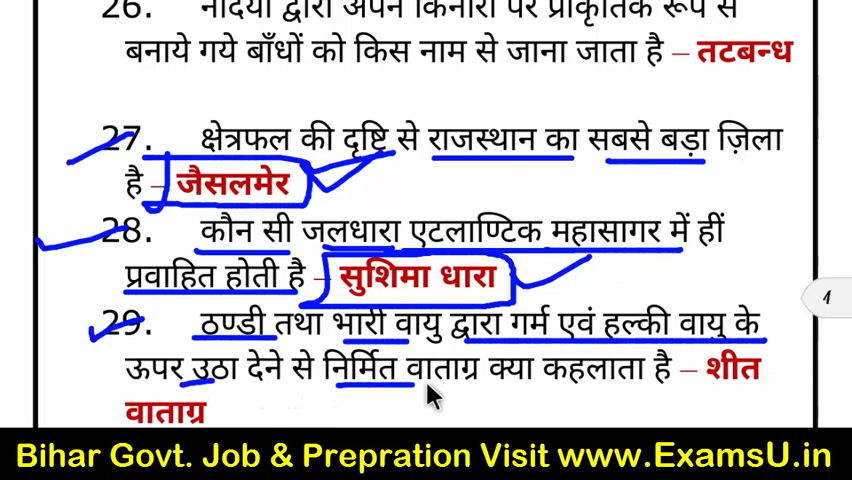 26. नदियों द्वारा अपने किनारों पर प्राकृतिक रूप से
बनाये गये बाँधों को किस नाम से जाना जाता है – तटबन्ध
27. क्षेत्रफल की दृष्टि से राजस्थान का सबसे बड़ा ज़िला
है – जैसलमेर
28. कौन सी जलधारा एटलाण्टिक महासागर में हीं
प्रवाहित होती है – सुशिमा धारा
4
29. ठण्डी तथा भारी वायु द्वारा गर्म एवं हल्की वायु के
ऊपर उठा देने से निर्मित वाताग्र क्या कहलाता है – शीत
वाताग्र
Bihar Govt. Job & Prepration Visit www.ExamsU.in